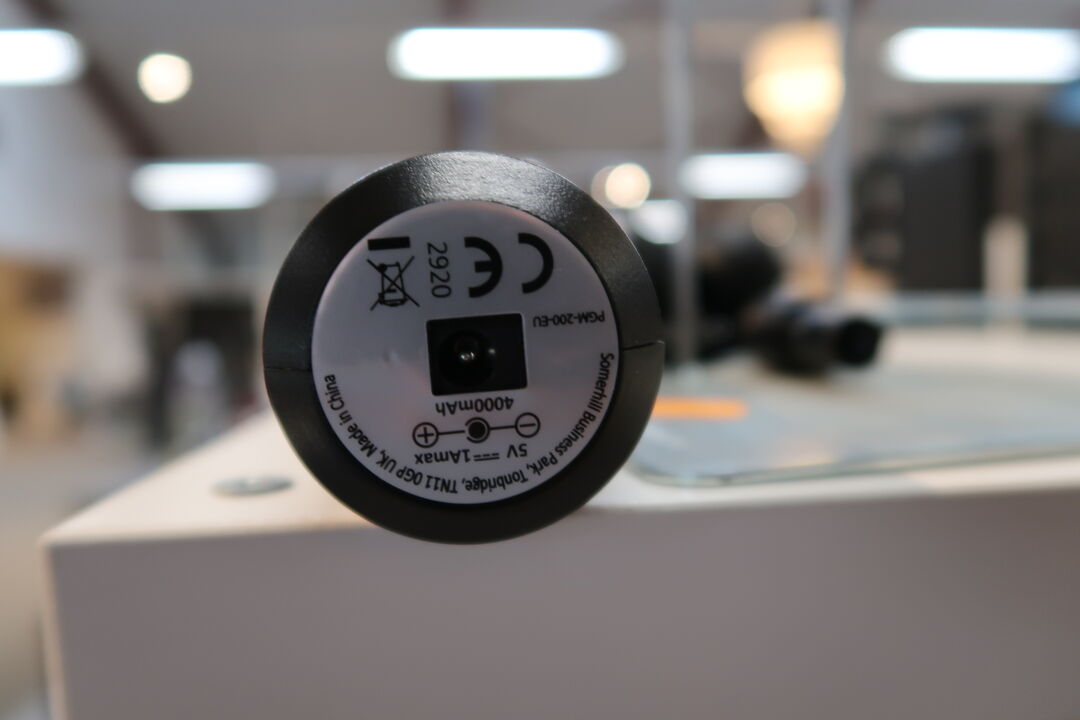 Somerhill Business Park, Tonbridge, TN11 0GP UK, Made in China
5V ⎓ 1Amax
4000mAh
PGM-200-EU
CE
2920